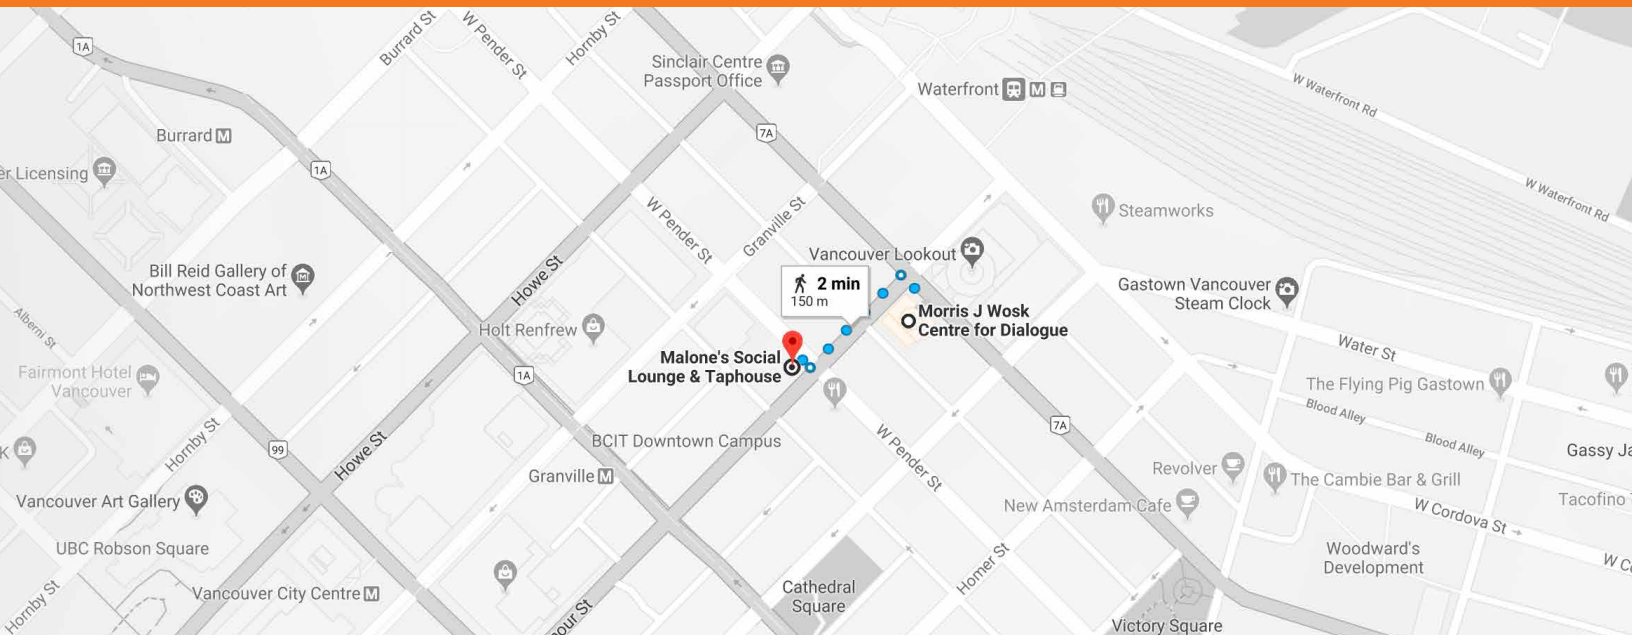 1A
Burrard St
W Pender St
Hornby St
Sinclair Centre
Passport Office
Waterfront
M
W Waterfront Rd
Burrard M
7A
1A
er Licensing
W Waterfront Rd
W Pender St
Granville St
Steamworks
Vancouver Lookout
Bill Reid Gallery of
Northwest Coast Art
Howe St
2 min
150 m
Gastown Vancouver
Steam Clock
Alberni St
Holt Renfrew
Morris J Wosk
Centre for Dialogue
Water St
Malone's Social
Lounge & Taphouse
1A
Fairmont Hotel
Vancouver
The Flying Pig Gastown
Blood Alley
Blood Alley
Hornby St
99
Howe St
BCIT Downtown Campus
W Pender St
7A
K
Gassy Ja
Granville M
Revolver
The Cambie Bar & Grill
Vancouver Art Gallery
New Amsterdam Cafe
Tacofino
W Cordova St
UBC Robson Square
Homer St
Woodward's
Development
W Co
Vancouver City Centre M
Cathedral
Square
Hornby St
our St
Victory Square